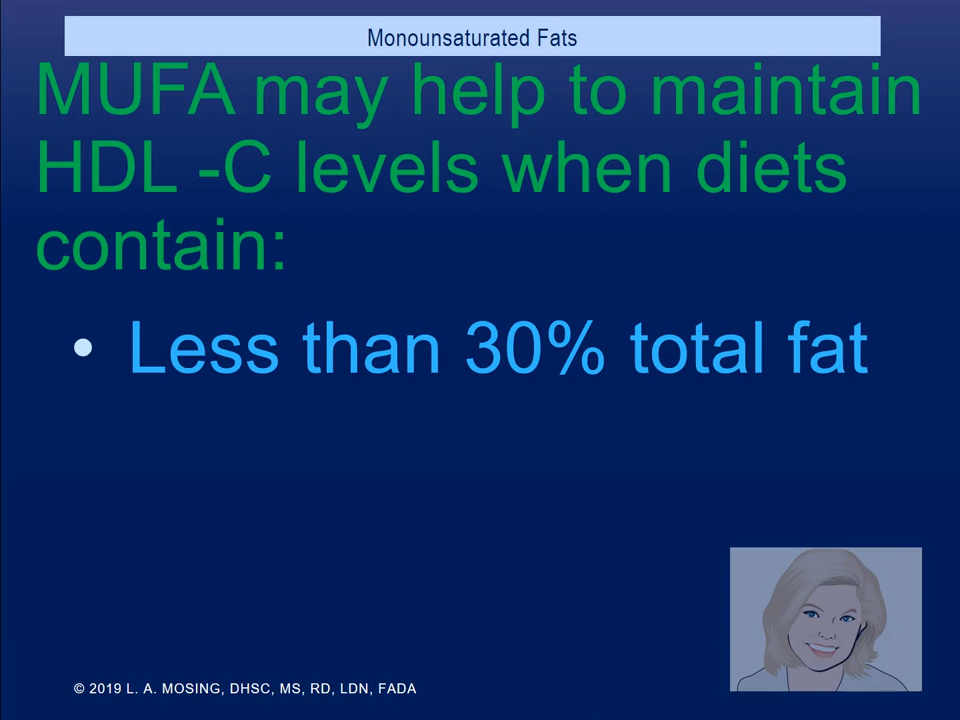 Monounsaturated Fats
MUFA may help to maintain
HDL -C levels when diets
contain:
• Less than 30% total fat
© 2019 L. A. MOSING, DHSC, MS, RD, LDN, FADA